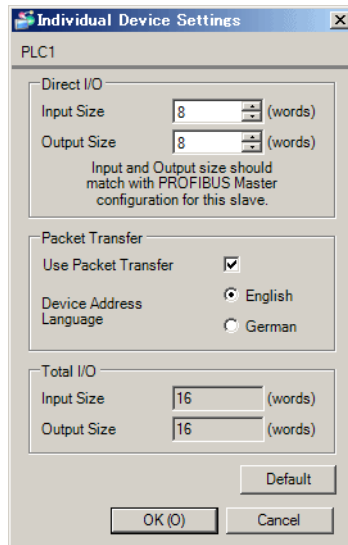 Individual Device Settings
PLC1
Direct I/O
Input Size 8 (words)
Output Size 8 (words)
Input and Output size should
match with PROFIBUS Master
configuration for this slave.
Packet Transfer
Use Packet Transfer
Device Address
Language
English
German
Total I/O
Input Size 16 (words)
Output Size 16 (words)
Default
OK (O) Cancel